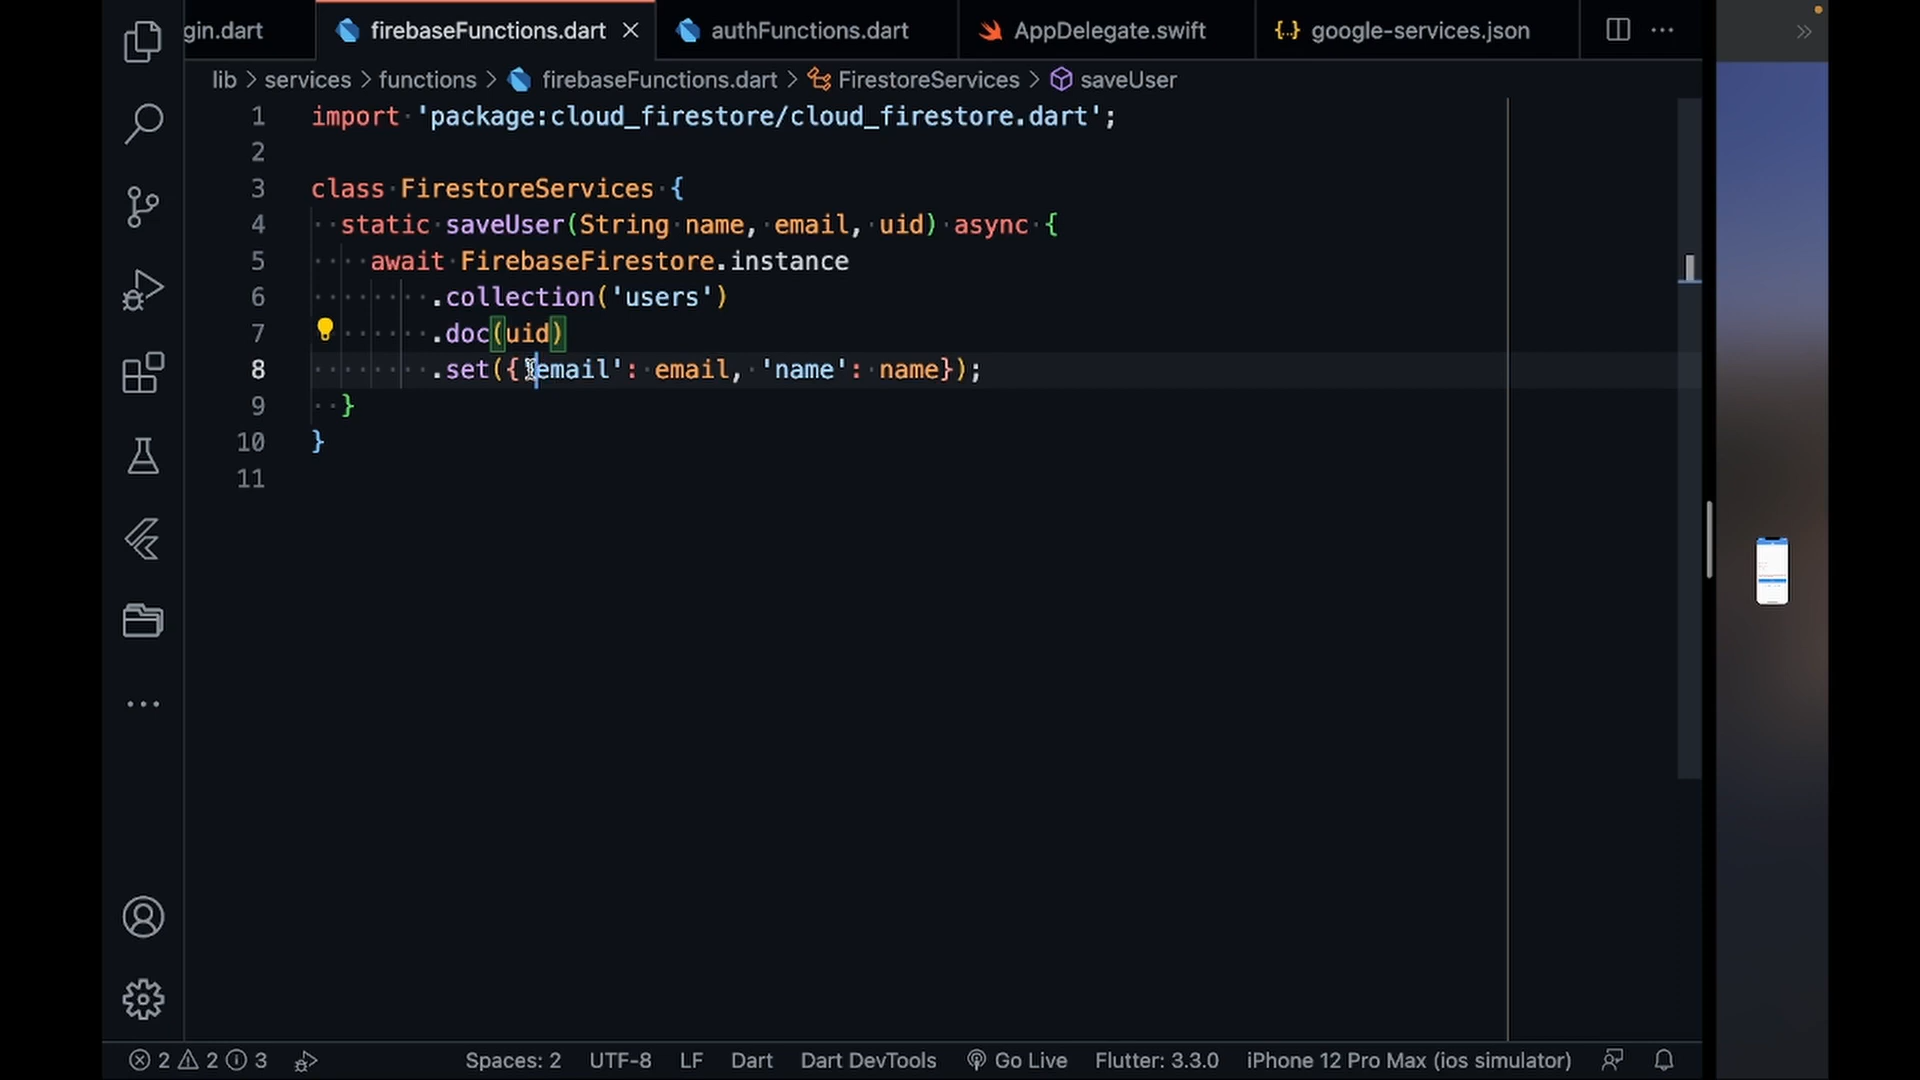 gin.dart
firebaseFunctions.dart
authFunctions.dart
AppDelegate.swift
google-services.json
lib > services > functions > firebaseFunctions.dart > FirestoreServices > saveUser
1 import 'package:cloud_firestore/cloud_firestore.dart';
2
3 class FirestoreServices {
4 static saveUser(String name, email, uid) async {
5 await FirebaseFirestore.instance
6 .collection('users')
7 .doc(uid)
8 .set({'email': email, 'name': name});
9 }
10 }
11
2 2 3 Spaces: 2 UTF-8 LF Dart Dart DevTools Go Live Flutter: 3.3.0 iPhone 12 Pro Max (ios simulator)